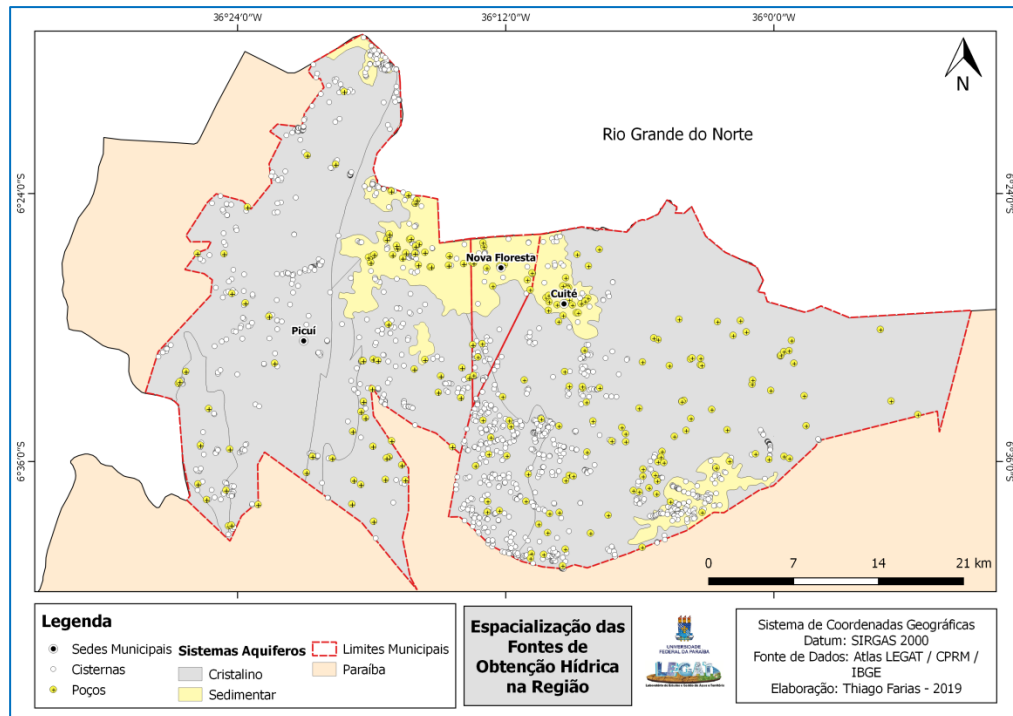 36°24'0"W
36°12'0"W
36°0'0"W
N
Rio Grande do Norte
6°24'0"S
6°24'0"S
Nova Floresta
Cuité
Picuí
6°36'0"S
6°36'0"S
0 7 14 21 km
Legenda
Sedes Municipais
Cisternas
Poços
Sistemas Aquiferos
Cristalino
Sedimentar
Limites Municipais
Paraíba
Espacialização das
Fontes de
Obtenção Hídrica
na Região
UNIVERSIDADE
FEDERAL DA PARAÍBA
LEGAT
Sistema de Coordenadas Geográficas
Datum: SIRGAS 2000
Fonte de Dados: Atlas LEGAT / CPRM /
IBGE
Elaboração: Thiago Farias - 2019